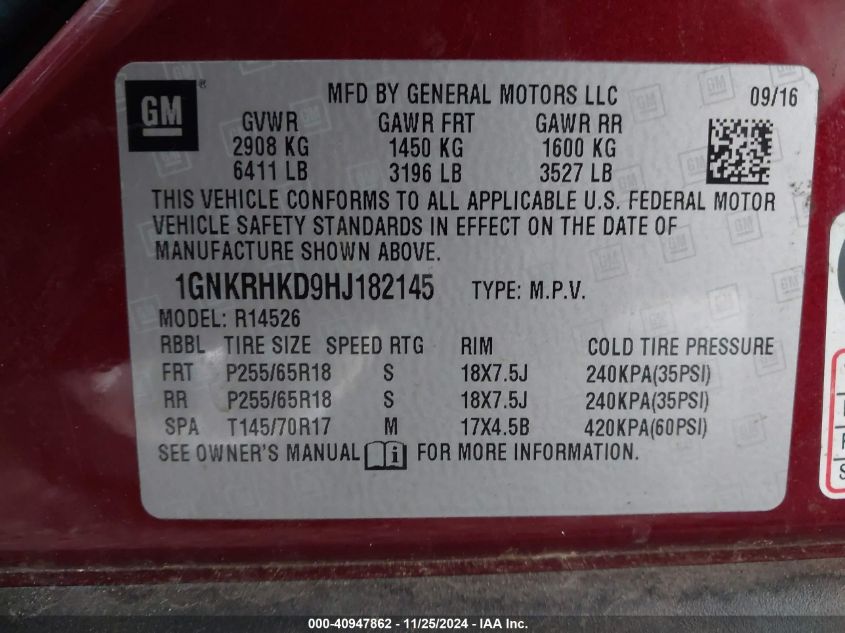 GM ®
MFD BY GENERAL MOTORS LLC 09/16
GVWR GAWR FRT GAWR RR
2908 KG 1450 KG 1600 KG
6411 LB 3196 LB 3527 LB
THIS VEHICLE CONFORMS TO ALL APPLICABLE U.S. FEDERAL MOTOR
VEHICLE SAFETY STANDARDS IN EFFECT ON THE DATE OF
MANUFACTURE SHOWN ABOVE.
1GNKRHKD9HJ182145 TYPE: M.P.V.
MODEL: R14526
RBBL TIRE SIZE SPEED RTG RIM COLD TIRE PRESSURE
FRT P255/65R18 S 18X7.5J 240KPA(35PSI)
RR P255/65R18 S 18X7.5J 240KPA(35PSI)
SPA T145/70R17 M 17X4.5B 420KPA(60PSI)
SEE OWNER'S MANUAL i FOR MORE INFORMATION.
000-40947862 - 11/25/2024 - IAA Inc.